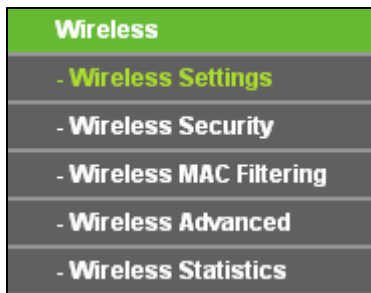 Wireless
- Wireless Settings
- Wireless Security
- Wireless MAC Filtering
- Wireless Advanced
- Wireless Statistics